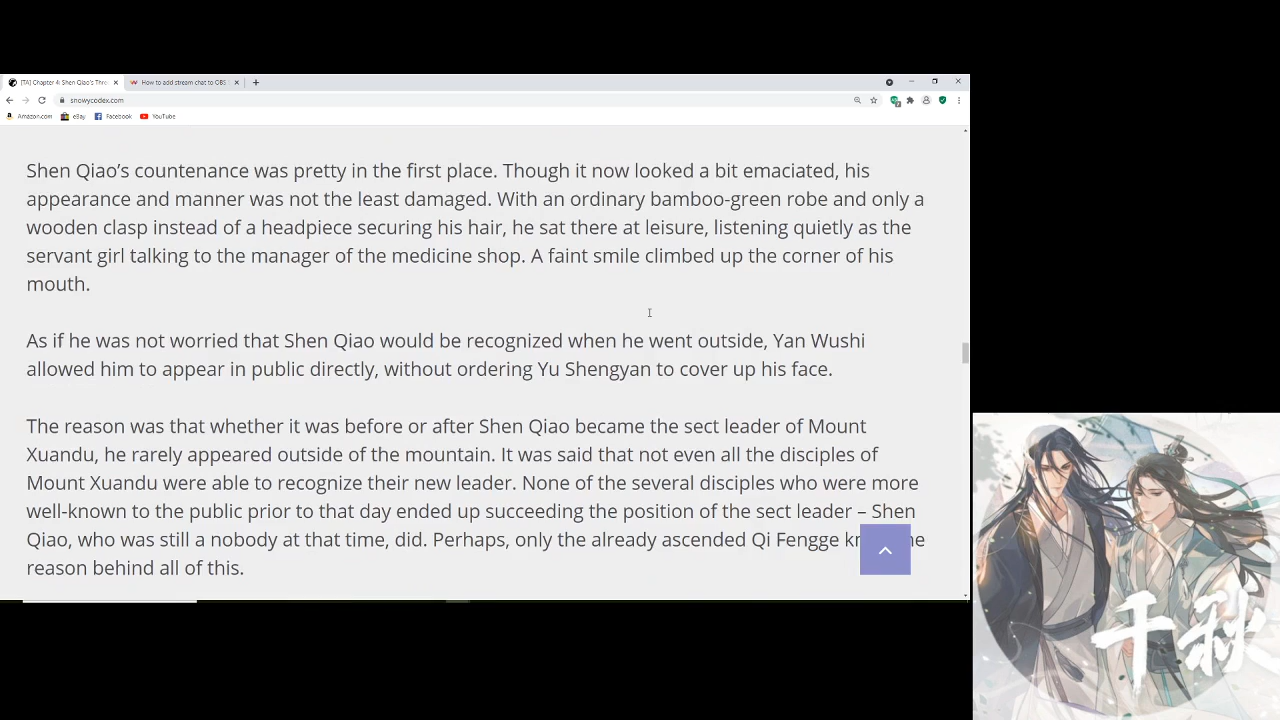 [TA] Chapter 4: Shen Qiao's Thre
How to add stream chat to OBS
snowycodex.com
Amazon.com eBay Facebook YouTube
Shen Qiao’s countenance was pretty in the first place. Though it now looked a bit emaciated, his
appearance and manner was not the least damaged. With an ordinary bamboo-green robe and only a
wooden clasp instead of a headpiece securing his hair, he sat there at leisure, listening quietly as the
servant girl talking to the manager of the medicine shop. A faint smile climbed up the corner of his
mouth.
As if he was not worried that Shen Qiao would be recognized when he went outside, Yan Wushi
allowed him to appear in public directly, without ordering Yu Shengyan to cover up his face.
The reason was that whether it was before or after Shen Qiao became the sect leader of Mount
Xuandu, he rarely appeared outside of the mountain. It was said that not even all the disciples of
Mount Xuandu were able to recognize their new leader. None of the several disciples who were more
well-known to the public prior to that day ended up succeeding the position of the sect leader – Shen
Qiao, who was still a nobody at that time, did. Perhaps, only the already ascended Qi Fengge
reason behind all of this.
千秋